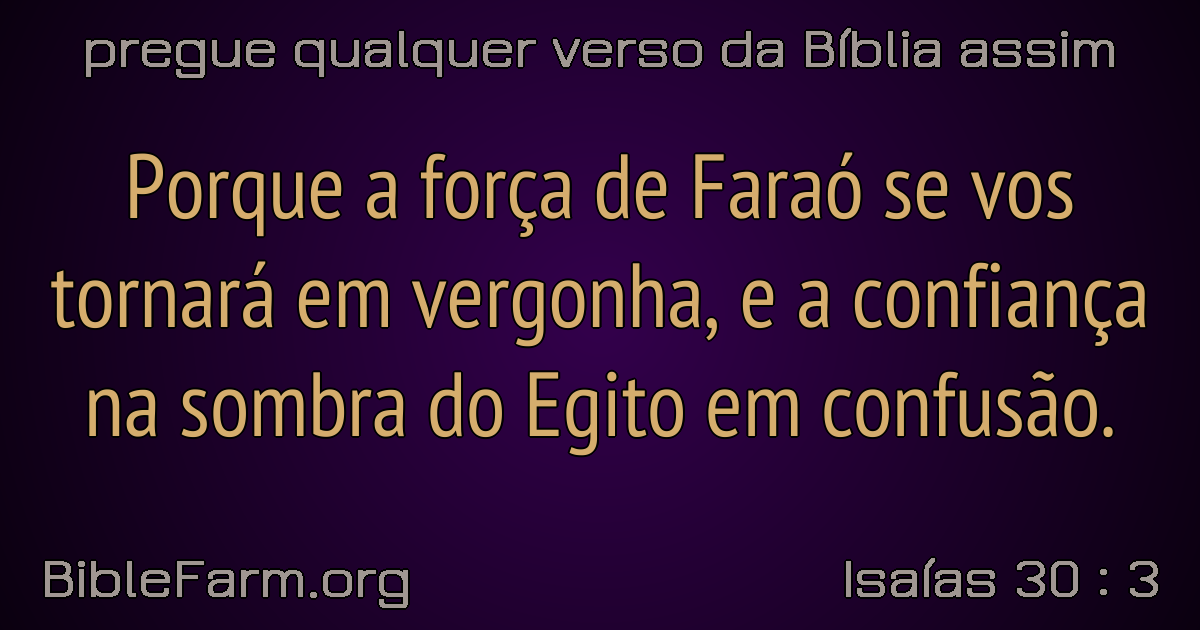 pregue qualquer verso da Bíblia assim
Porque a força de Faraó se vos
tornará em vergonha, e a confiança
na sombra do Egito em confusão.
BibleFarm.org
Isaías 30 : 3